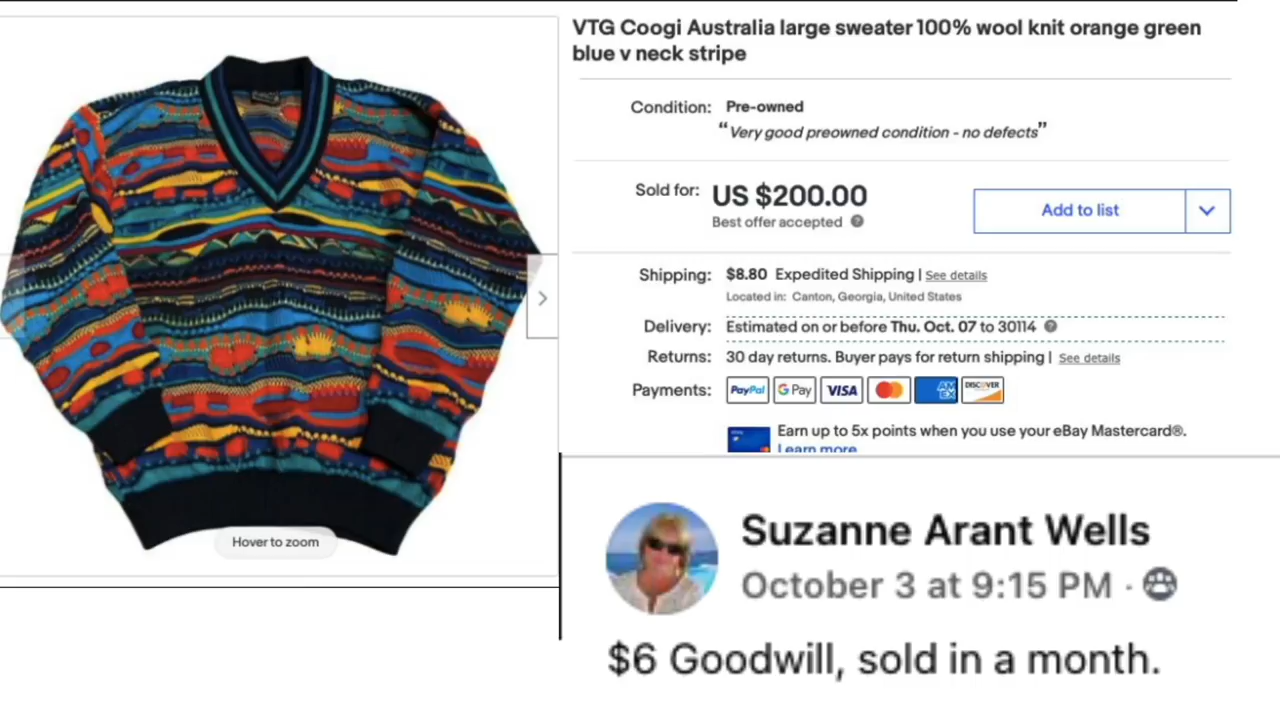 VTG Coogi Australia large sweater 100% wool knit orange green
blue v neck stripe
Condition: Pre-owned
“Very good preowned condition - no defects”
Sold for: US $200.00
Best offer accepted
Add to list
Shipping: $8.80 Expedited Shipping | See details
Located in: Canton, Georgia, United States
Delivery: Estimated on or before Thu. Oct. 07 to 30114
Returns: 30 day returns. Buyer pays for return shipping | See details
Payments: PayPal G Pay VISA AM EX DISCOVER
Earn up to 5x points when you use your eBay Mastercard®.
Learn more
Hover to zoom
Suzanne Arant Wells
October 3 at 9:15 PM ·
$6 Goodwill, sold in a month.